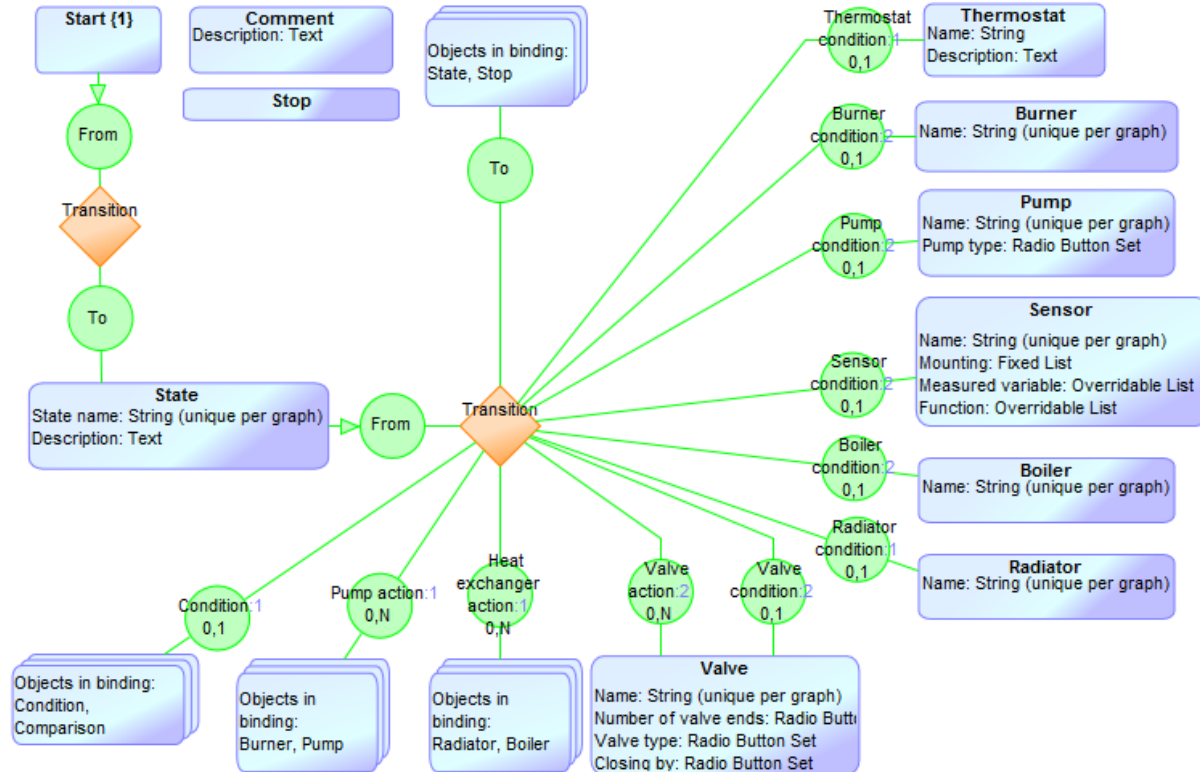 Start {1}
Comment
Description: Text
Stop
Objects in binding:
State, Stop
Thermostat
condition:1
0,1
Thermostat
Name: String
Description: Text
From
To
Burner
condition:2
0,1
Burner
Name: String (unique per graph)
Transition
Pump
condition:2
0,1
Pump
Name: String (unique per graph)
Pump type: Radio Button Set
To
Sensor
condition:2
0,1
Sensor
Name: String (unique per graph)
Mounting: Fixed List
Measured variable: Overridable List
Function: Overridable List
State
State name: String (unique per graph)
Description: Text
From
Transition
Boiler
condition:2
0,1
Boiler
Name: String (unique per graph)
Radiator
condition:1
0,1
Radiator
Name: String (unique per graph)
Condition:1
0,1
Pump action:1
0,N
Heat
exchanger
action:1
0,N
Valve
action:2
0,N
Valve
condition:2
0,1
Objects in binding:
Condition,
Comparison
Objects in
binding:
Burner, Pump
Objects in
binding:
Radiator, Boiler
Valve
Name: String (unique per graph)
Number of valve ends: Radio Butt
Valve type: Radio Button Set
Closing by: Radio Button Set